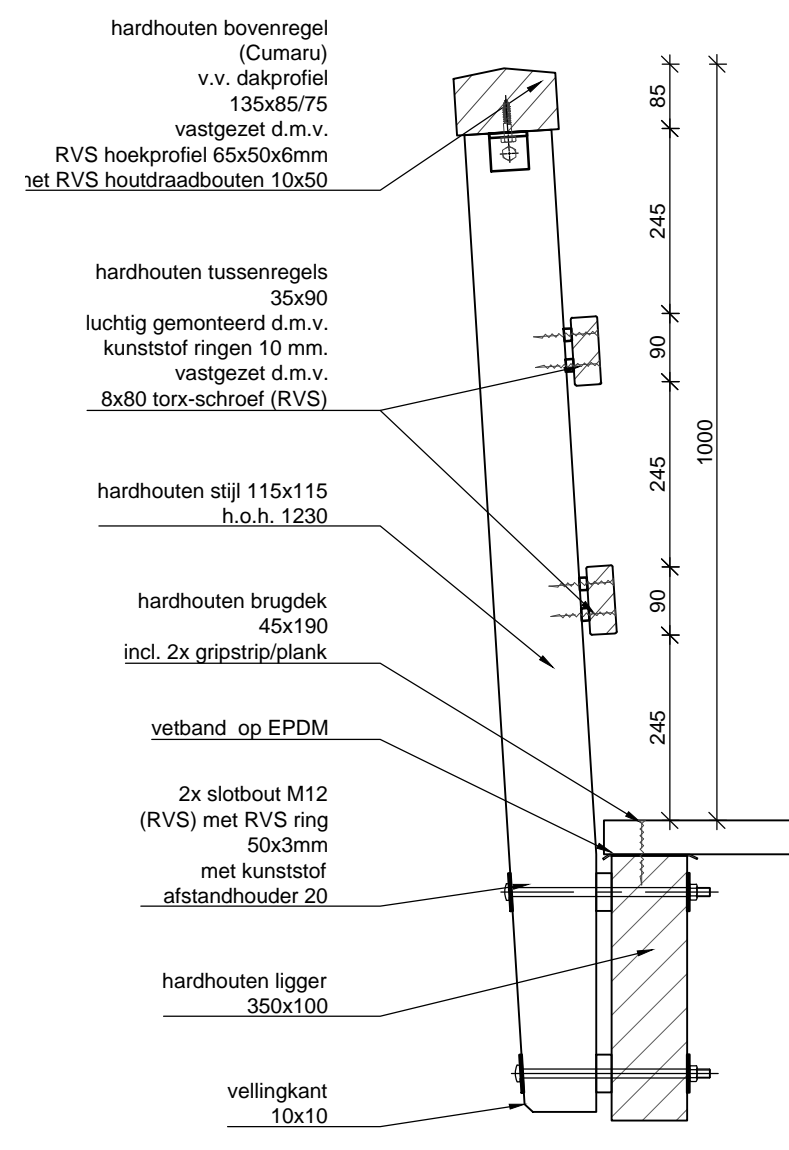 hardhouten bovenregel
(Cumaru)
v.v. dakprofiel
135x85/75
vastgezet d.m.v.
RVS hoekprofiel 65x50x6mm
met RVS houtdraadbouten 10x50
hardhouten tussenregels
35x90
luchtig gemonteerd d.m.v.
kunststof ringen 10 mm.
vastgezet d.m.v.
8x80 torx-schroef (RVS)
hardhouten stijl 115x115
h.o.h. 1230
hardhouten brugdek
45x190
incl. 2x gripstrip/plank
vetband op EPDM
2x slotbout M12
(RVS) met RVS ring
50x3mm
met kunststof
afstandhouder 20
hardhouten ligger
350x100
vellingkant
10x10
85
245
90
245
90
245
1000